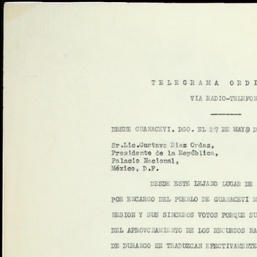 TELEGRAMA ORDI
VIA RADIO-TELEFON
DESDE GUANACEVI, DGO. EL 27 DE MAYO D
Sr.Lic.Gustavo Diaz Ordaz,
Presidente de la República,
Palacio Nacional,
México, D.F.
DESDE ESTE LEJANO LUGAR DE
POR ENCARGO DEL PUEBLO DE GUANACEVI M
HESION Y SUS SINCEROS VOTOS PORQUE SU
DEL APROVECHAMIENTO DE LOS RECURSOS NA
DE DURANGO SE TRADUZCAN EFECTIVAMENTE